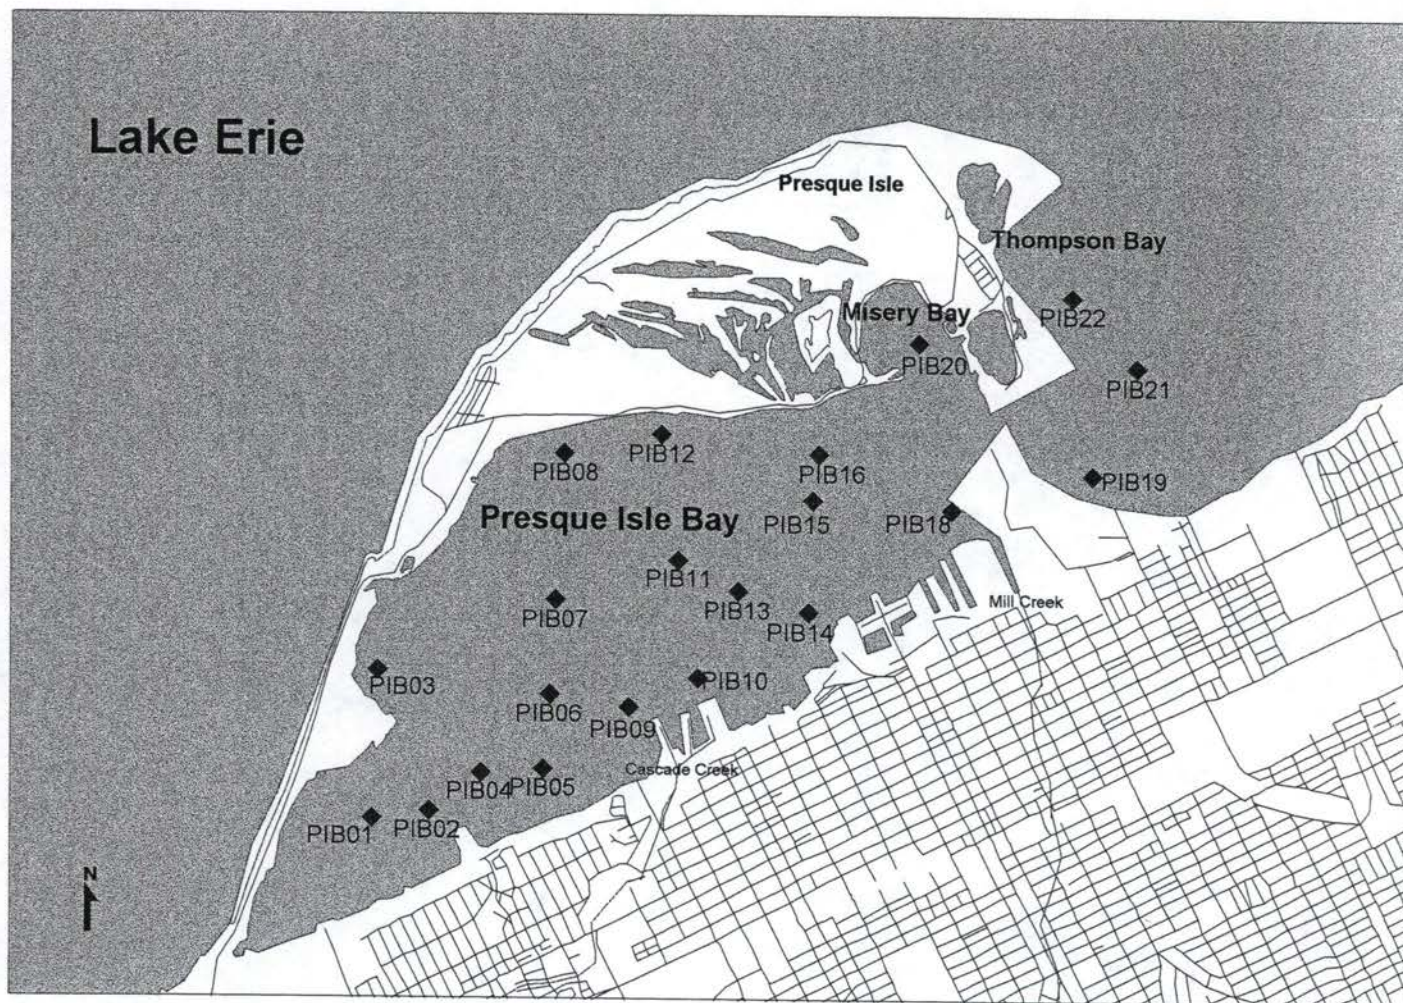 Lake Erie
Presque Isle
Thompson Bay
Misery Bay
PIB22
PIB20
PIB21
PIB12
PIB08
PIB16
PIB19
PIB15
PIB18
Presque Isle Bay
PIB11
PIB13
PIB07
PIB14
Mill Creek
PIB03
PIB10
PIB06
PIB09
Cascade Creek
PIB04
PIB05
PIB01
PIB02
N